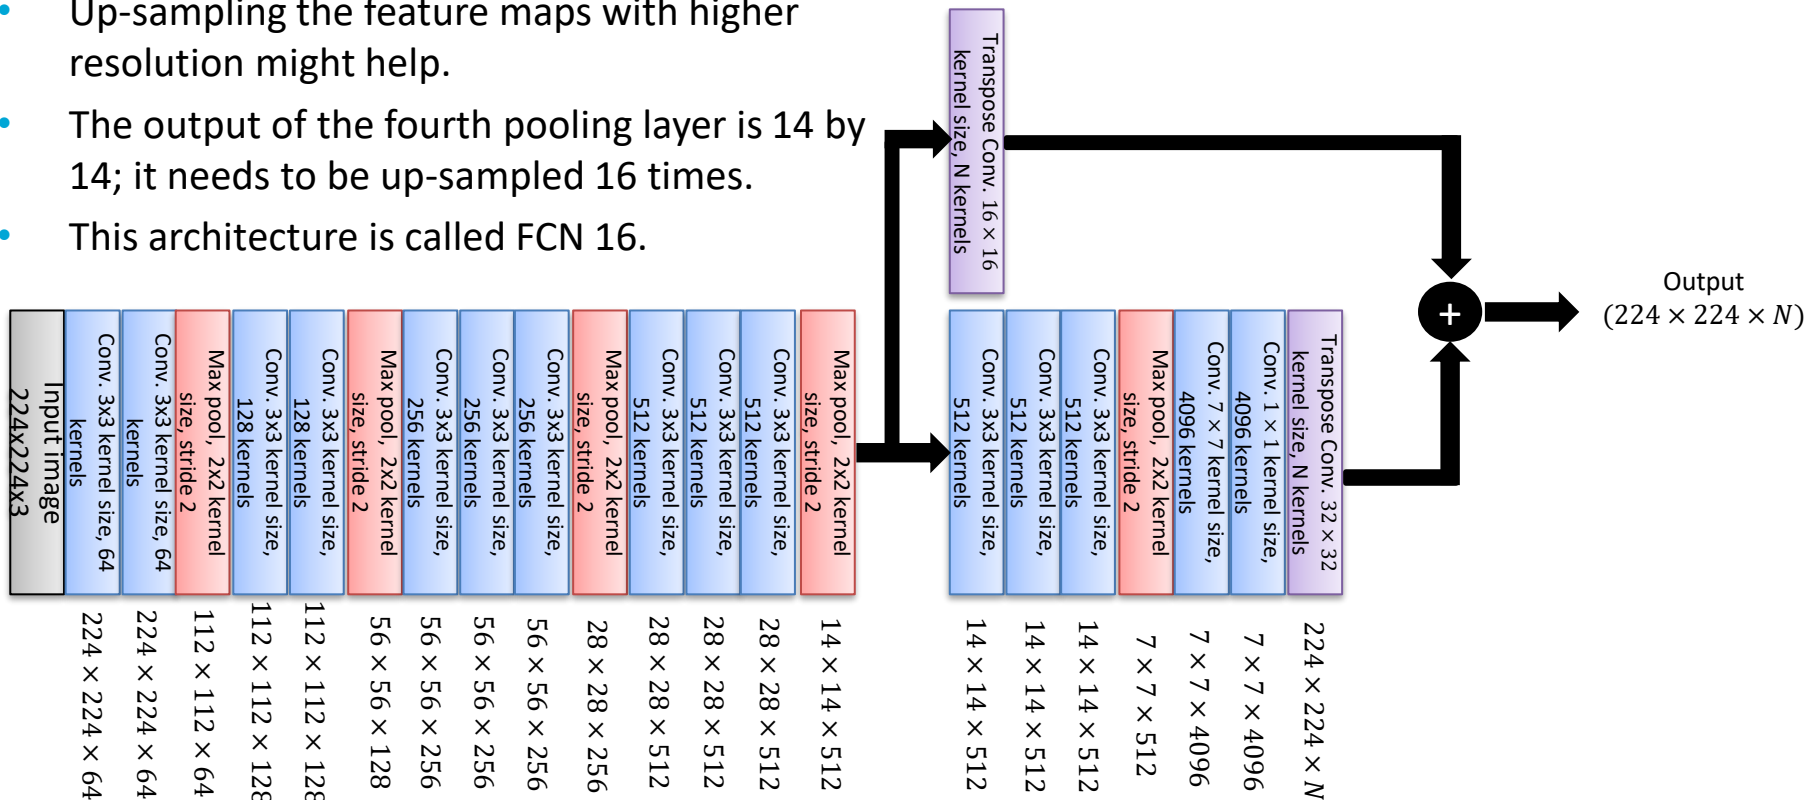 • Up-sampling the feature maps with higher
resolution might help.
• The output of the fourth pooling layer is 14 by
14; it needs to be up-sampled 16 times.
• This architecture is called FCN 16.
Transpose Conv. 16 × 16
kernel size, N kernels
+
Output
(224 × 224 × N)
Input image
224x224x3
Conv. 3x3 kernel size, 64
kernels
Conv. 3x3 kernel size, 64
kernels
Max pool, 2x2 kernel
size, stride 2
Conv. 3x3 kernel size,
128 kernels
Conv. 3x3 kernel size,
128 kernels
Max pool, 2x2 kernel
size, stride 2
Conv. 3x3 kernel size,
256 kernels
Conv. 3x3 kernel size,
256 kernels
Conv. 3x3 kernel size,
256 kernels
Max pool, 2x2 kernel
size, stride 2
Conv. 3x3 kernel size,
512 kernels
Conv. 3x3 kernel size,
512 kernels
Conv. 3x3 kernel size,
512 kernels
Max pool, 2x2 kernel
size, stride 2
Conv. 3x3 kernel size,
512 kernels
Conv. 3x3 kernel size,
512 kernels
Conv. 3x3 kernel size,
512 kernels
Max pool, 2x2 kernel
size, stride 2
Conv. 7 × 7 kernel size,
4096 kernels
Conv. 1 × 1 kernel size,
4096 kernels
Transpose Conv. 32 × 32
kernel size, N kernels
224 × 224 × 64
224 × 224 × 64
112 × 112 × 64
112 × 112 × 128
112 × 112 × 128
56 × 56 × 128
56 × 56 × 256
56 × 56 × 256
56 × 56 × 256
28 × 28 × 256
28 × 28 × 512
28 × 28 × 512
28 × 28 × 512
14 × 14 × 512
14 × 14 × 512
14 × 14 × 512
14 × 14 × 512
7 × 7 × 512
7 × 7 × 4096
7 × 7 × 4096
224 × 224 × N